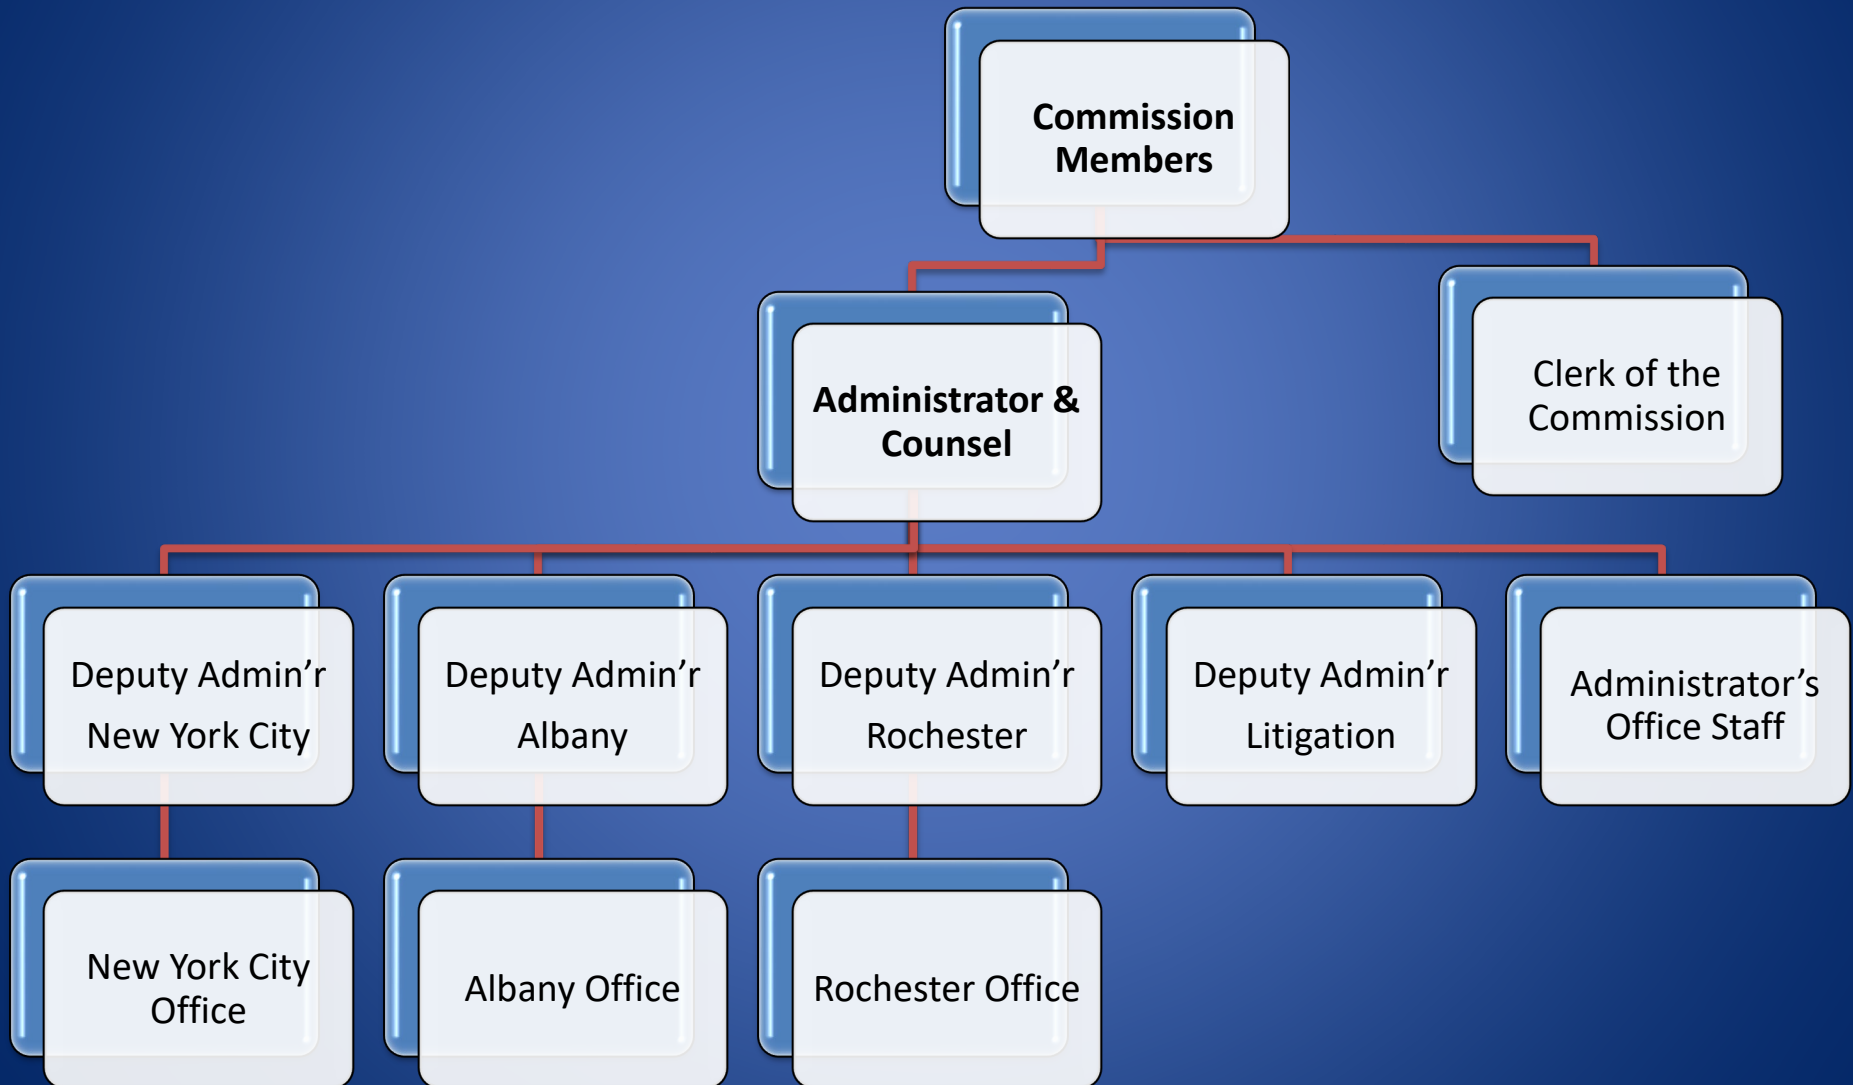 Commission
Members
Administrator &
Counsel
Clerk of the
Commission
Deputy Admin’r
New York City
Deputy Admin’r
Albany
Deputy Admin’r
Rochester
Deputy Admin’r
Litigation
Administrator’s
Office Staff
New York City
Office
Albany Office
Rochester Office